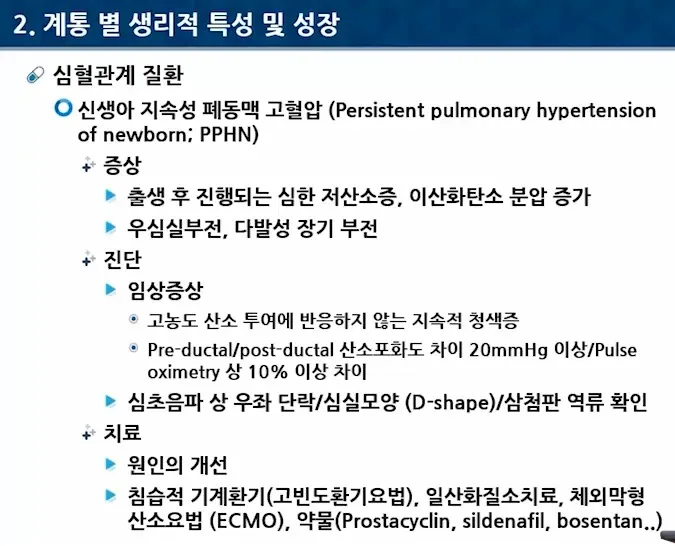 2. 계통 별 생리적 특성 및 성장
심혈관계 질환
신생아 지속성 폐동맥 고혈압 (Persistent pulmonary hypertension
of newborn; PPHN)
증상
출생 후 진행되는 심한 저산소증, 이산화탄소 분압 증가
우심실부전, 다발성 장기 부전
진단
임상증상
고농도 산소 투여에 반응하지 않는 지속적 청색증
Pre-ductal/post-ductal 산소포화도 차이 20mmHg 이상/Pulse
oximetry 상 10% 이상 차이
심초음파 상 우좌 단락/심실모양 (D-shape)/삼첨판 역류 확인
치료
원인의 개선
침습적 기계환기(고빈도환기요법), 일산화질소치료, 체외막형
산소요법 (ECMO), 약물(Prostacyclin, sildenafil, bosentan..)